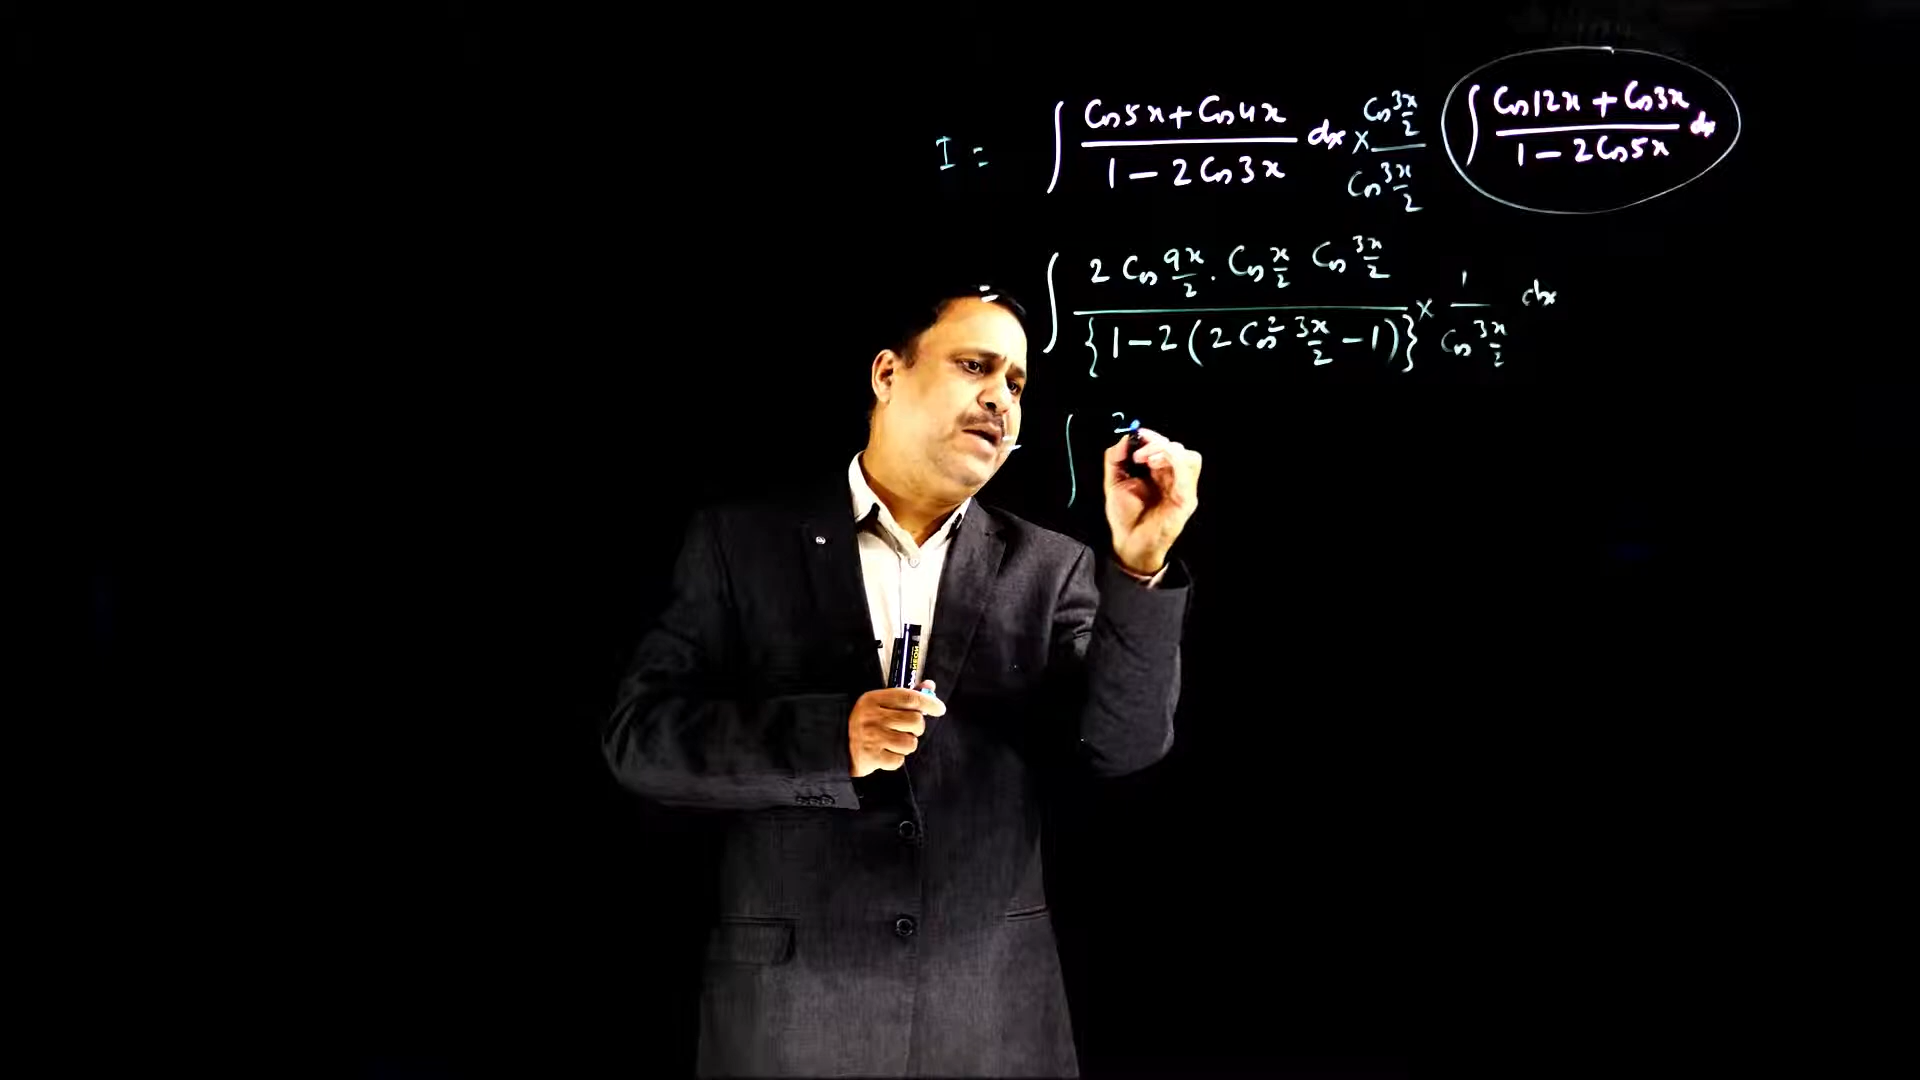 I = ∫ (Cos5x + Cos4x)/(1 − 2Cos3x) dx × (Cos 3x/2)/(Cos 3x/2) ∫ (Cos12x + Cos3x)/(1 − 2Cos5x) dx
= ∫ (2 Cos 9x/2 . Cos x/2 Cos 3x/2)/{1 − 2(2Cos² 3x/2 − 1)} × 1/(Cos 3x/2) dx
= ∫ 2